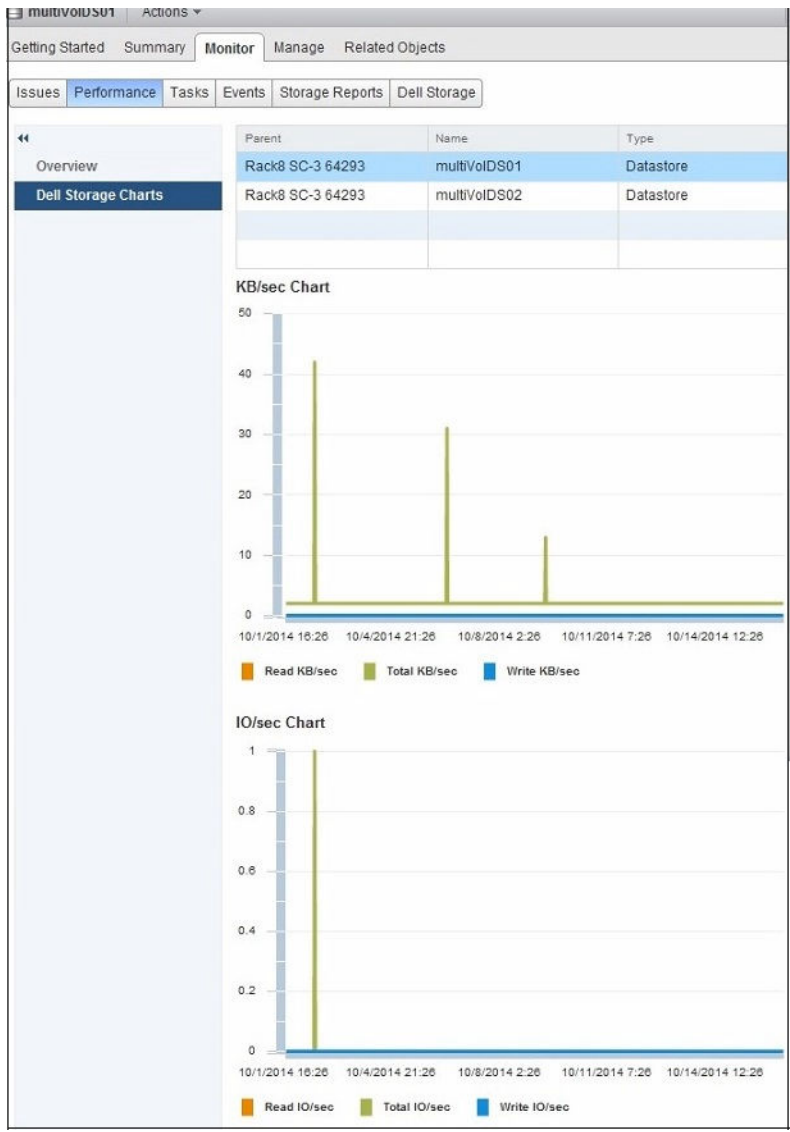 multiVolDS01 Actions
Getting Started Summary Monitor Manage Related Objects
Issues Performance Tasks Events Storage Reports Dell Storage
Parent Name Type
Overview
Rack8 SC-3 64293 multiVolDS01 Datastore
Dell Storage Charts
Rack8 SC-3 64293 multiVolDS02 Datastore
KB/sec Chart
50
40
30
20
10
0
10/1/2014 16:26 10/4/2014 21:26 10/8/2014 2:26 10/11/2014 7:26 10/14/2014 12:26
Read KB/sec Total KB/sec Write KB/sec
IO/sec Chart
1
0.8
0.6
0.4
0.2
0
10/1/2014 16:26 10/4/2014 21:26 10/8/2014 2:26 10/11/2014 7:26 10/14/2014 12:26
Read IO/sec Total IO/sec Write IO/sec